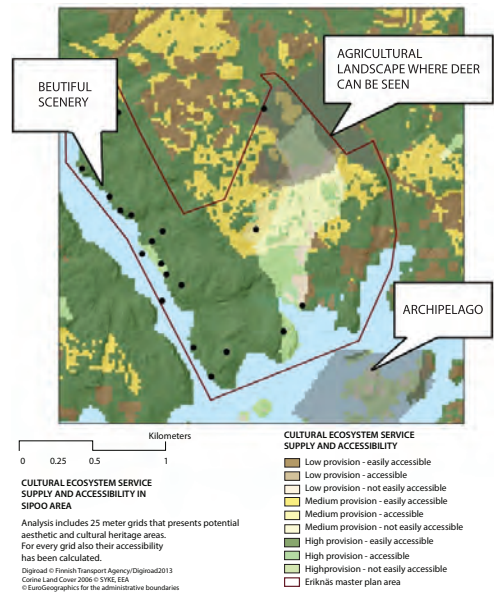 AGRICULTURAL
LANDSCAPE WHERE DEER
CAN BE SEEN
BEUTIFUL
SCENERY
ARCHIPELAGO
Kilometers
0 0.25 0.5 1
CULTURAL ECOSYSTEM SERVICE
SUPPLY AND ACCESSIBILITY IN
SIPOO AREA
Analysis includes 25 meter grids that presents potential
aesthetic and cultural heritage areas.
For every grid also their accessibility
has been calculated.
Digiroad © Finnish Transport Agency/Digiroad2013
Corine Land Cover 2006 © SYKE, EEA
© EuroGeographics for the administrative boundaries
CULTURAL ECOSYSTEM SERVICE
SUPPLY AND ACCESSIBILITY
Low provision - easily accessible
Low provision - accessible
Low provision - not easily accessible
Medium provision - easily accessible
Medium provision - accessible
Medium provision - not easily accessible
High provision - easily accessible
High provision - accessible
Highprovision - not easily accessible
Eriknäs master plan area